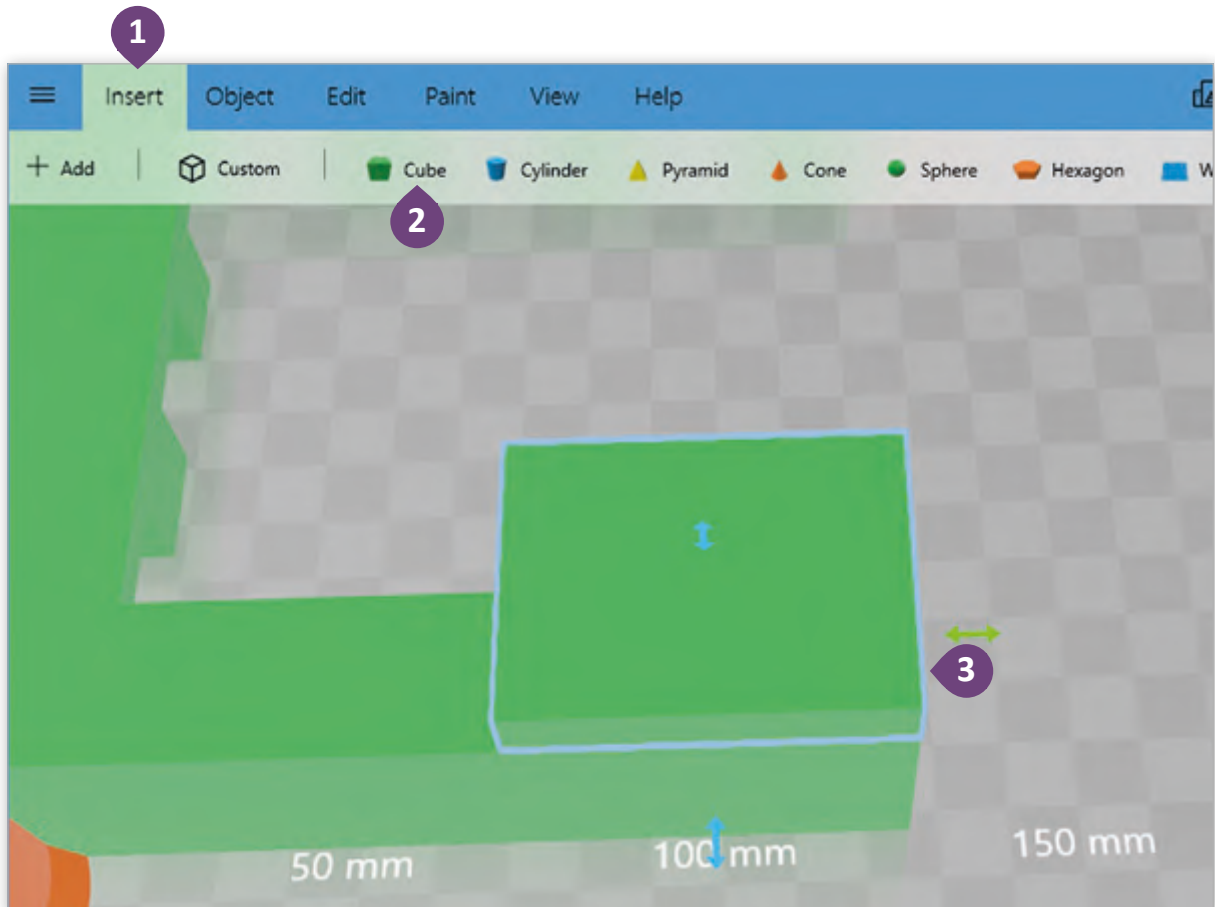 1
Insert Object Edit Paint View Help
+ Add | Custom | Cube Cylinder Pyramid Cone Sphere Hexagon
2
3
50 mm 100 mm 150 mm